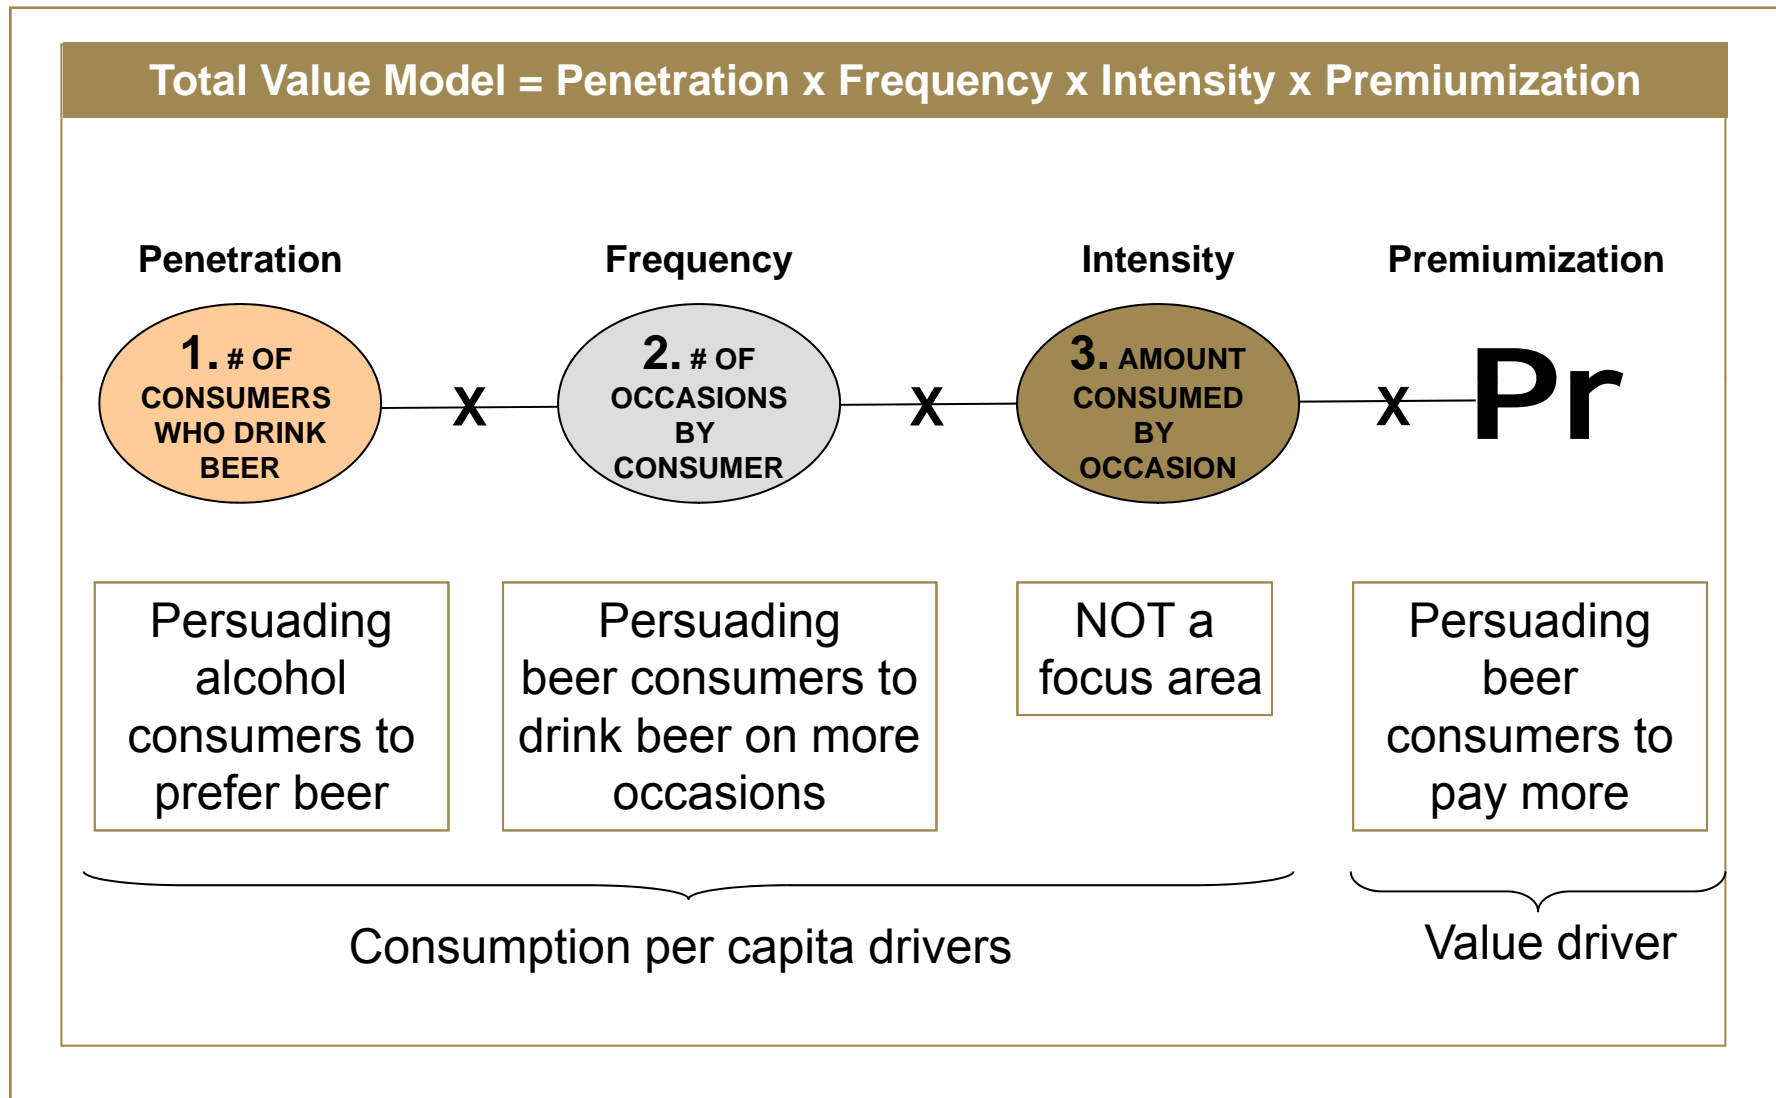 Total Value Model = Penetration x Frequency x Intensity x Premiumization
Penetration
Frequency
Intensity
Premiumization
1. # OF
CONSUMERS
WHO DRINK
BEER
X
2. # OF
OCCASIONS
BY
CONSUMER
X
3. AMOUNT
CONSUMED
BY
OCCASION
X
Pr
Persuading
alcohol
consumers to
prefer beer
Persuading
beer consumers to
drink beer on more
occasions
NOT a
focus area
Persuading
beer
consumers to
pay more
Consumption per capita drivers
Value driver